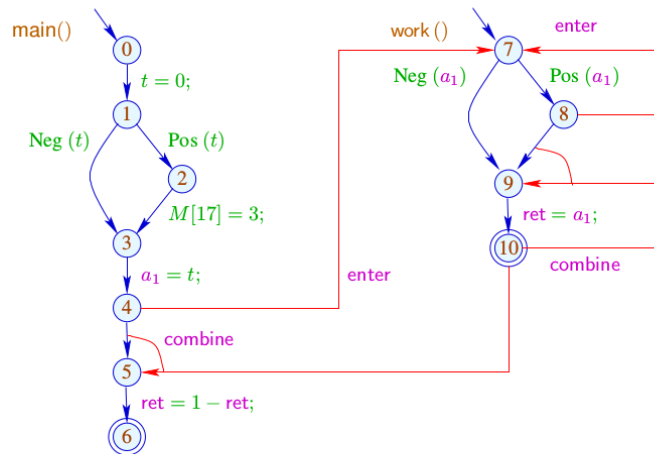 main()
0
t = 0;
1
Neg (t)
Pos (t)
2
M[17] = 3;
3
a₁ = t;
4
enter
combine
5
ret = 1 − ret;
6
work ()
7
enter
Neg (a₁)
Pos (a₁)
8
9
ret = a₁;
10
combine